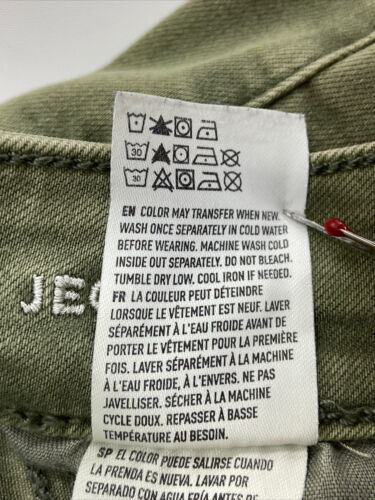 30
30
EN COLOR MAY TRANSFER WHEN NEW.
WASH ONCE SEPARATELY IN COLD WATER
BEFORE WEARING. MACHINE WASH COLD
INSIDE OUT SEPARATELY. DO NOT BLEACH.
TUMBLE DRY LOW. COOL IRON IF NEEDED.
FR LA COULEUR PEUT DÉTEINDRE
LORSQUE LE VÊTEMENT EST NEUF. LAVER
SÉPARÉMENT À L'EAU FROIDE AVANT DE
PORTER LE VÊTEMENT POUR LA PREMIÈRE
FOIS. LAVER SÉPARÉMENT À LA MACHINE
À L'EAU FROIDE, À L'ENVERS. NE PAS
JAVELLISER. SÉCHER À LA MACHINE
CYCLE DOUX. REPASSER À BASSE
TEMPÉRATURE AU BESOIN.
SP EL COLOR PUEDE SALIRSE CUANDO
LA PRENDA ES NUEVA. LAVAR POR
SEPARADO EN AGUA FRÍA ANTES DE
JE